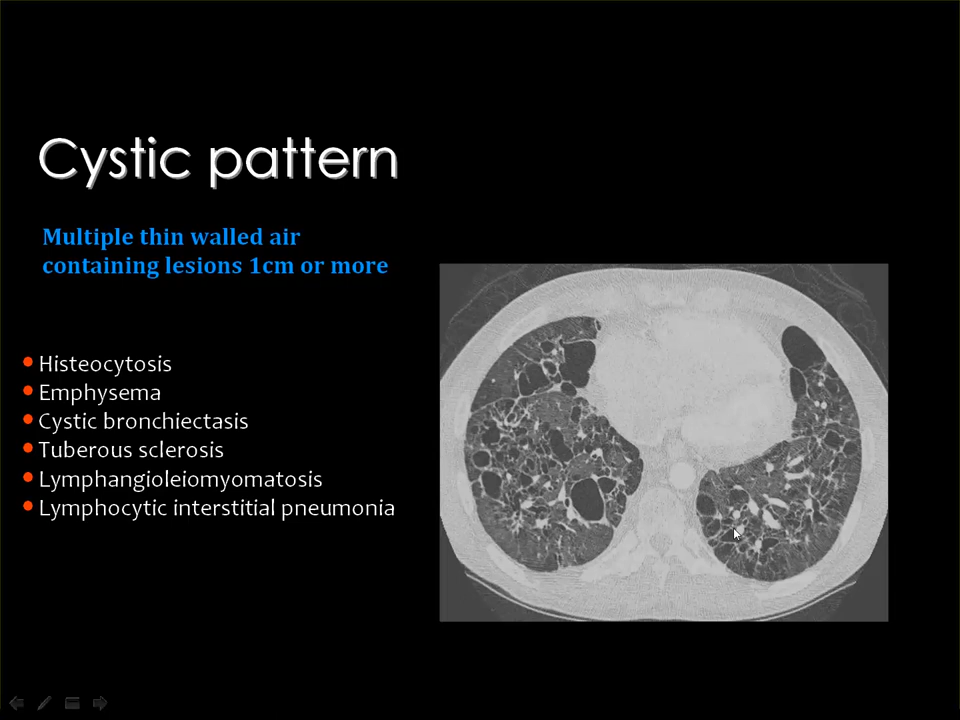 Cystic pattern
Multiple thin walled air
containing lesions 1cm or more
Histeocytosis
Emphysema
Cystic bronchiectasis
Tuberous sclerosis
Lymphangioleiomyomatosis
Lymphocytic interstitial pneumonia